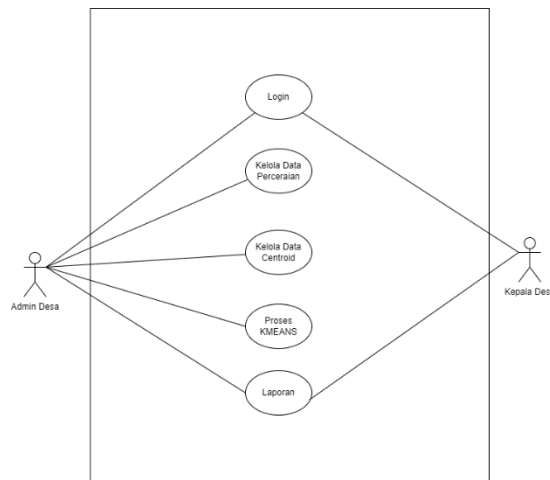 Login
Kelola Data
Perceraian
Kelola Data
Centroid
Admin Desa
Kepala Des
Proses
KMEANS
Laporan